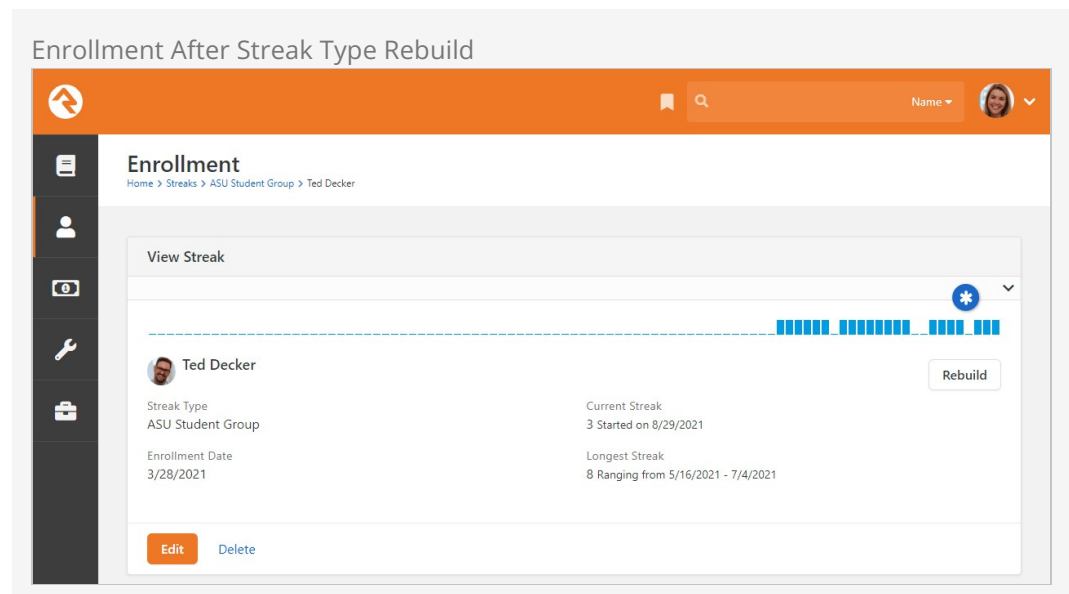 Enrollment After Streak Type Rebuild
Name
Enrollment
Home > Streaks > ASU Student Group > Ted Decker
View Streak
Ted Decker
Rebuild
Streak Type
ASU Student Group
Current Streak
3 Started on 8/29/2021
Enrollment Date
3/28/2021
Longest Streak
8 Ranging from 5/16/2021 - 7/4/2021
Edit
Delete